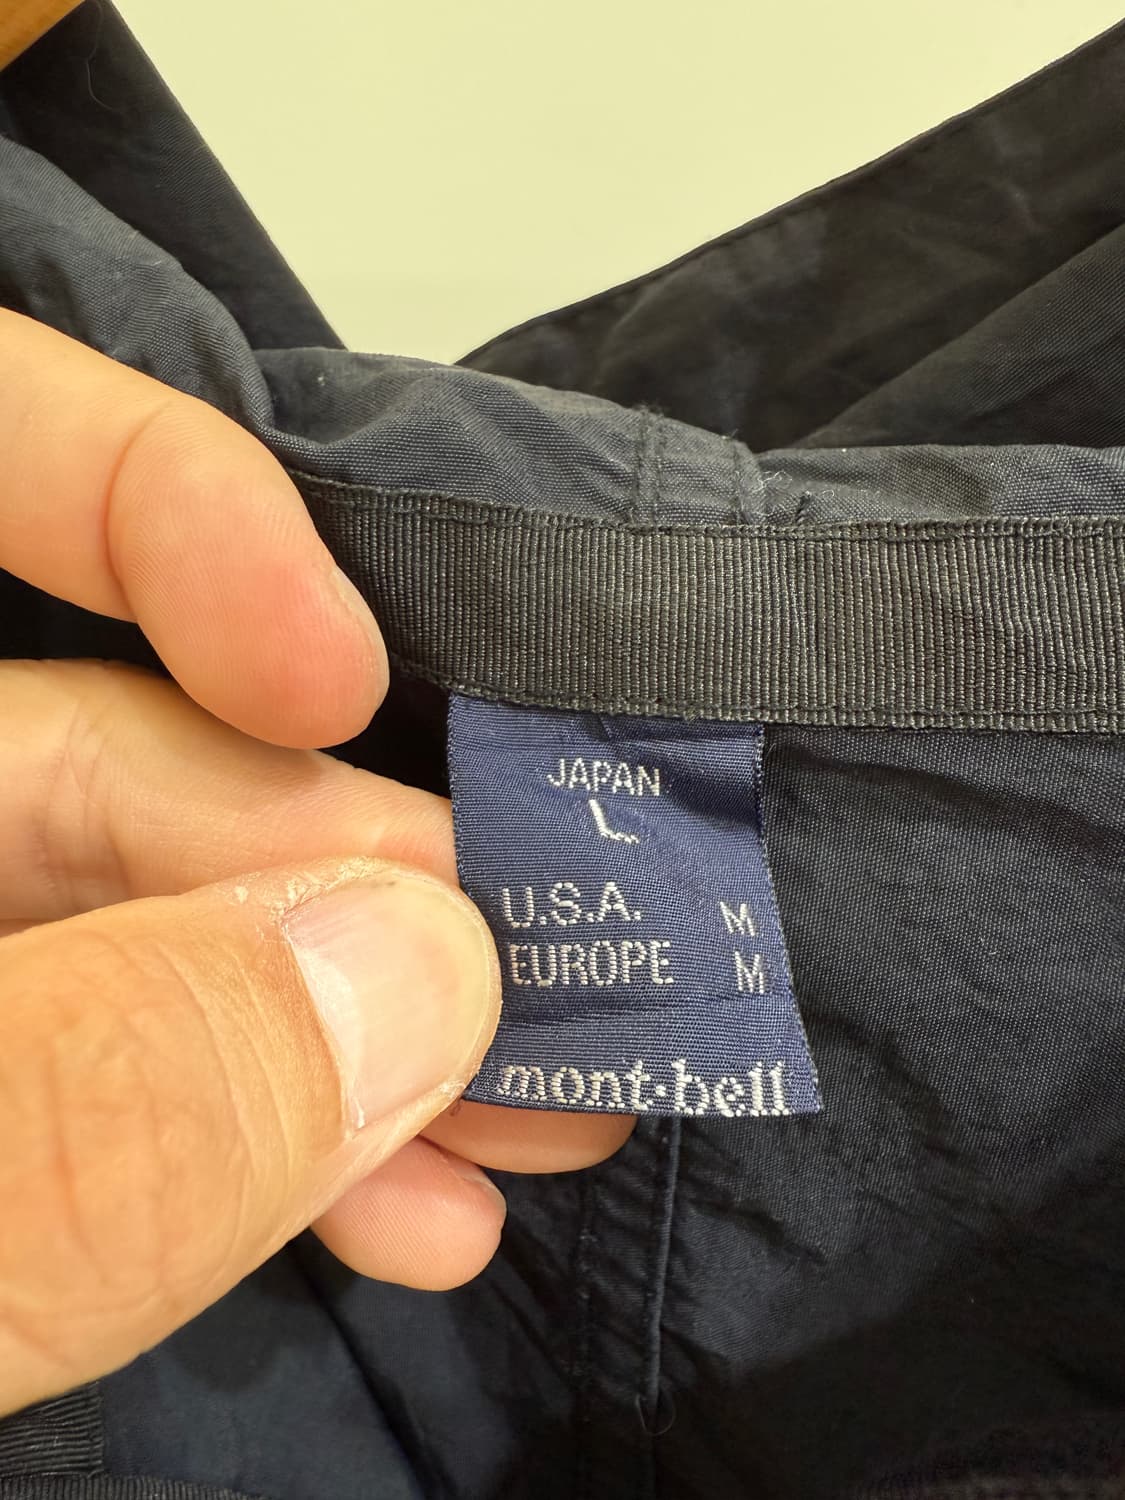 JAPAN
L
U.S.A. M
EUROPE M
mont-bell